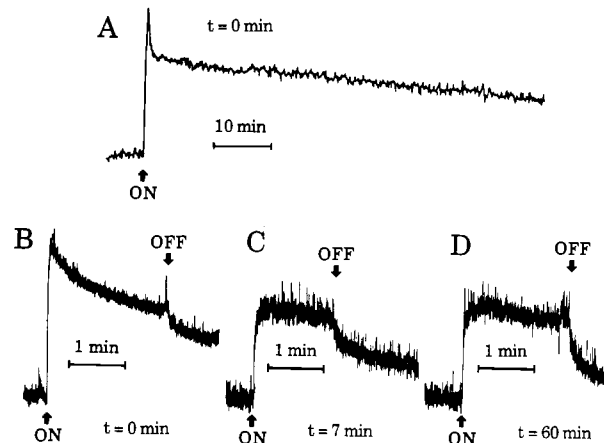 A
t = 0 min
10 min
ON
B
OFF
1 min
t = 0 min
ON
C
OFF
1 min
t = 7 min
ON
D
OFF
1 min
t = 60 min
ON